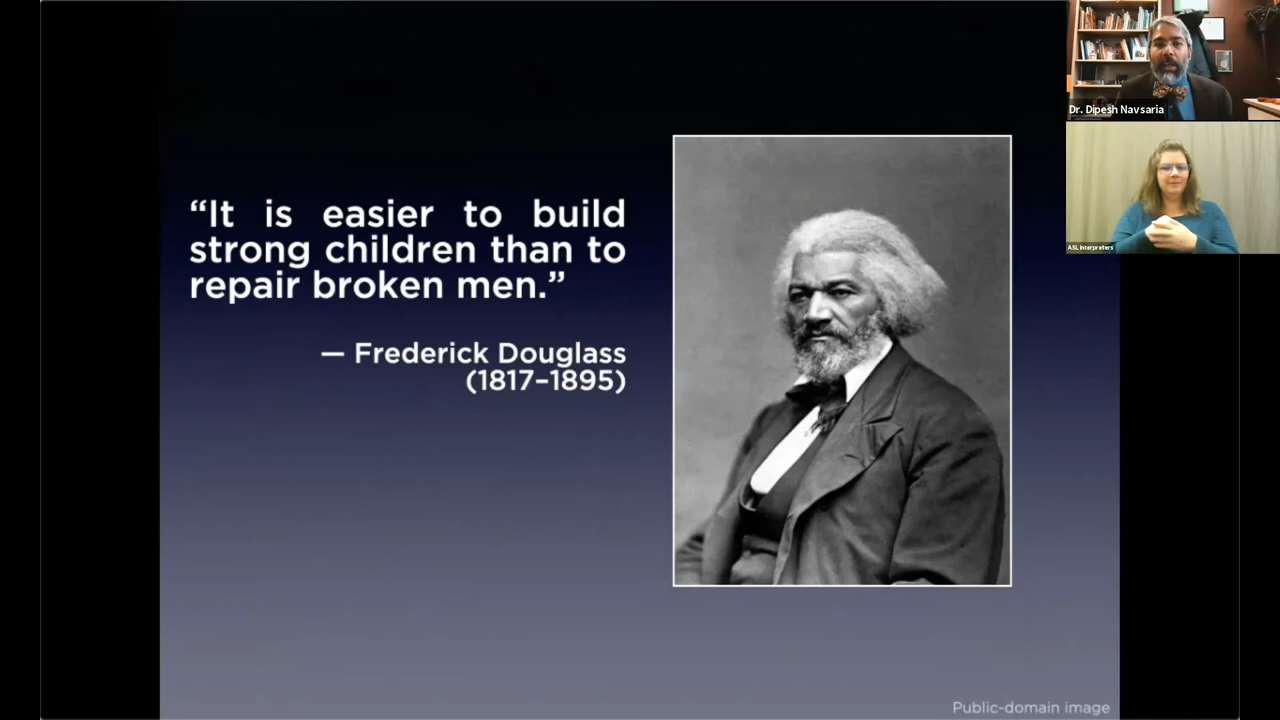 “It is easier to build
strong children than to
repair broken men.”
— Frederick Douglass
(1817–1895)
Public-domain image
Dr. Dipesh Navsaria
ASL Interpreters